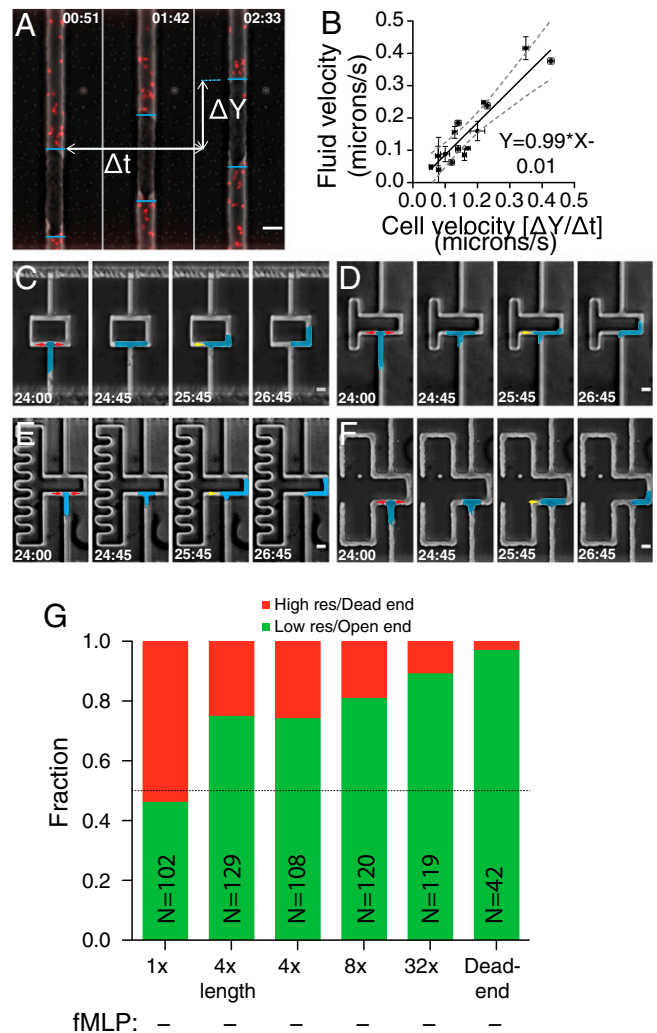 A
00:51 01:42 02:33
ΔY
Δt
B
Fluid velocity
(microns/s)
0.5
0.4
0.3
0.2
0.1
0.0
0.0 0.1 0.2 0.3 0.4 0.5
Y=0.99*X-
0.01
Cell velocity [ΔY/Δt]
(microns/s)
C
24:00 24:45 25:45 26:45
D
24:00 24:45 25:45 26:45
E
24:00 24:45 25:45 26:45
F
24:00 24:45 25:45 26:45
G
High res/Dead end
Low res/Open end
Fraction
1.0
0.8
0.6
0.4
0.2
0.0
N=102 N=129 N=108 N=120 N=119 N=42
1x 4x length 4x 8x 32x Dead-end
fMLP: – – – – – –